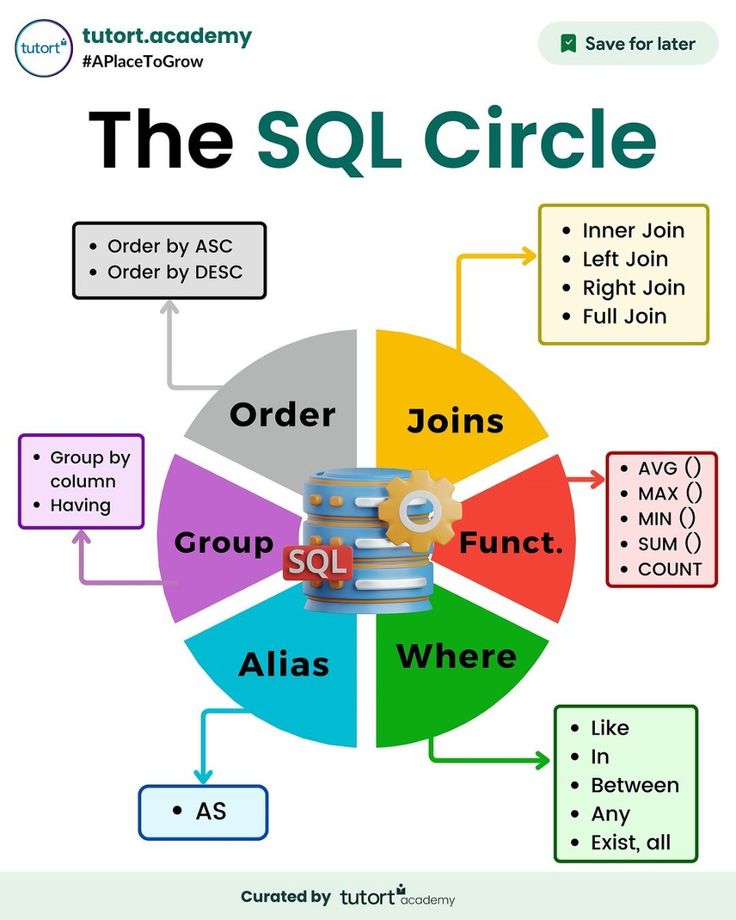 tutort
tutort.academy
#APlaceToGrow
Save for later
The SQL Circle
• Order by ASC
• Order by DESC
• Inner Join
• Left Join
• Right Join
• Full Join
Order
Joins
• Group by
column
• Having
• AVG ()
• MAX ()
• MIN ()
• SUM ()
• COUNT
Group
SQL
Funct.
Alias
Where
• AS
• Like
• In
• Between
• Any
• Exist, all
Curated by tutort academy